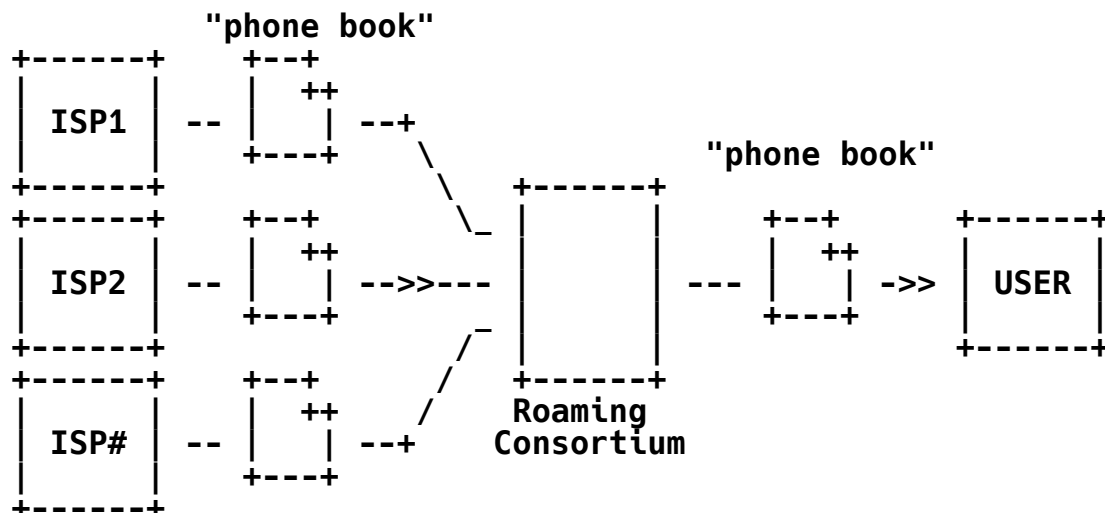 "phone book"
ISP1
"phone book"
ISP2
USER
ISP#
Roaming
Consortium